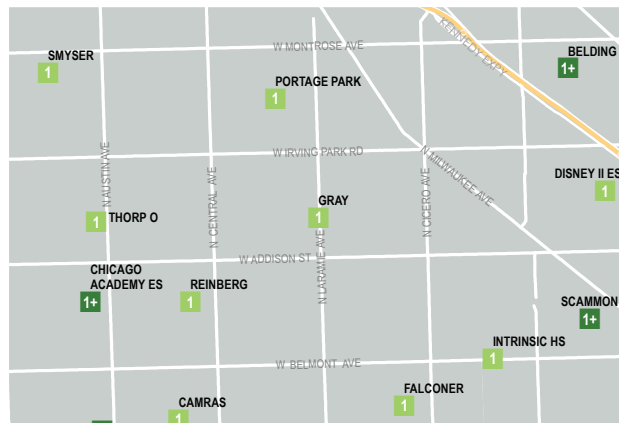 SMYSER
1
W MONTROSE AVE
KENNEDY EXPY
BELDING
1+
PORTAGE PARK
1
N AUSTIN AVE
W IRVING PARK RD
N MILWAUKEE AVE
DISNEY II ES
1
THORP O
1
N CENTRAL AVE
GRAY
1
N LARAMIE AVE
N CICERO AVE
W ADDISON ST
CHICAGO
ACADEMY ES
1+
REINBERG
1
SCAMMON
1+
INTRINSIC HS
1
W BELMONT AVE
CAMRAS
1
FALCONER
1